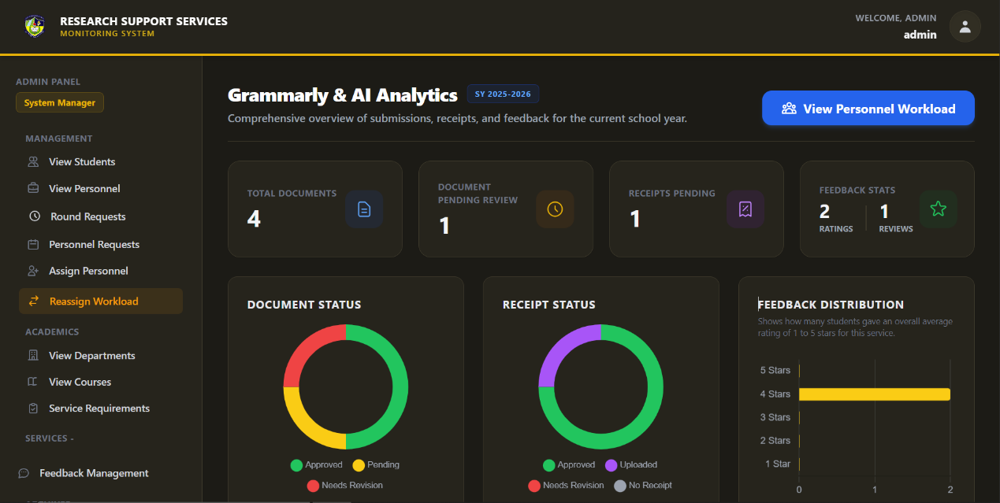 RESEARCH SUPPORT SERVICES
MONITORING SYSTEM
WELCOME, ADMIN
admin
ADMIN PANEL
System Manager
MANAGEMENT
View Students
View Personnel
Round Requests
Personnel Requests
Assign Personnel
Reassign Workload
ACADEMICS
View Departments
View Courses
Service Requirements
SERVICES -
Feedback Management
Grammarly & AI Analytics
SY 2025-2026
Comprehensive overview of submissions, receipts, and feedback for the current school year.
View Personnel Workload
TOTAL DOCUMENTS
4
DOCUMENT
PENDING REVIEW
1
RECEIPTS PENDING
1
FEEDBACK STATS
2
RATINGS
1
REVIEWS
DOCUMENT STATUS
Approved
Pending
Needs Revision
RECEIPT STATUS
Approved
Uploaded
Needs Revision
No Receipt
FEEDBACK DISTRIBUTION
Shows how many students gave an overall average
rating of 1 to 5 stars for this service.
5 Stars
4 Stars
3 Stars
2 Stars
1 Star
0 1 2